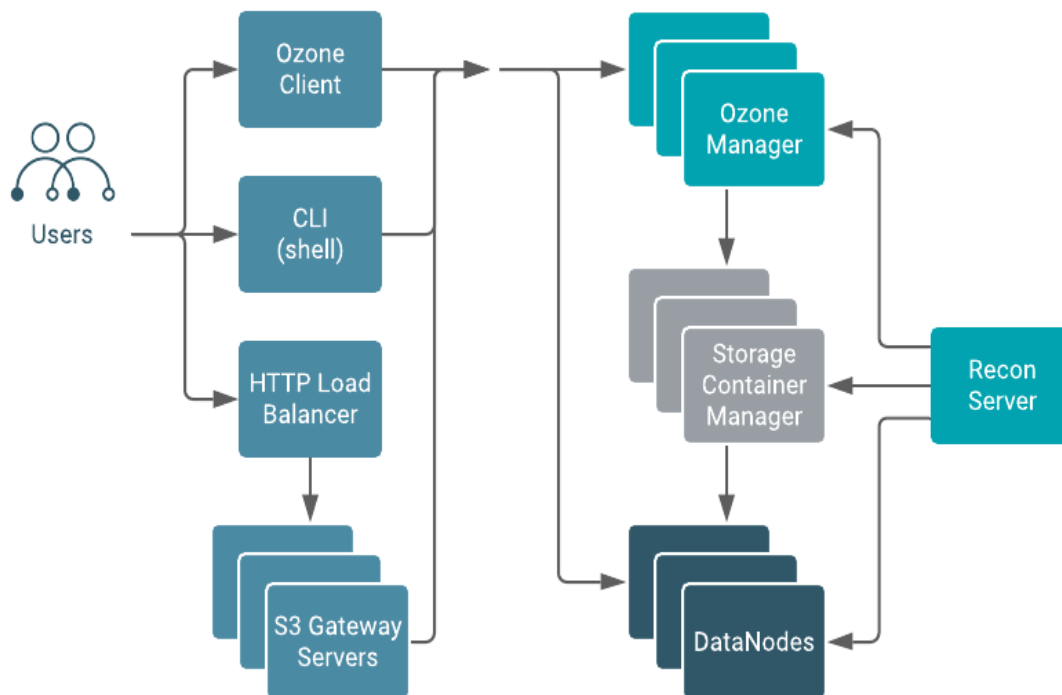 Users
Ozone
Client
CLI
(shell)
HTTP Load
Balancer
S3 Gateway
Servers
Ozone
Manager
Storage
Container
Manager
DataNodes
Recon
Server